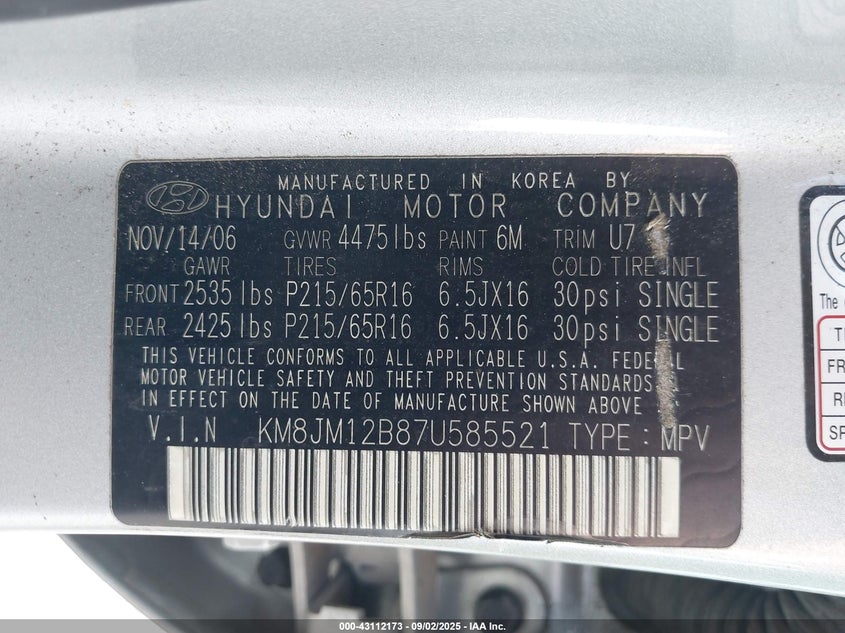 MANUFACTURED IN KOREA BY
HYUNDAI MOTOR COMPANY
NOV/14/06 GVWR 4475lbs PAINT 6M TRIM U7
GAWR TIRES RIMS COLD TIRE INFL
FRONT 2535lbs P215/65R16 6.5JX16 30psi SINGLE
REAR 2425lbs P215/65R16 6.5JX16 30psi SINGLE
THIS VEHICLE CONFORMS TO ALL APPLICABLE U.S.A. FEDERAL
MOTOR VEHICLE SAFETY AND THEFT PREVENTION STANDARDS
IN EFFECT ON THE DATE OF MANUFACTURE SHOWN ABOVE
V.I.N KM8JM12B87U585521 TYPE : MPV
The
000-43112173 - 09/02/2025 - IAA Inc.